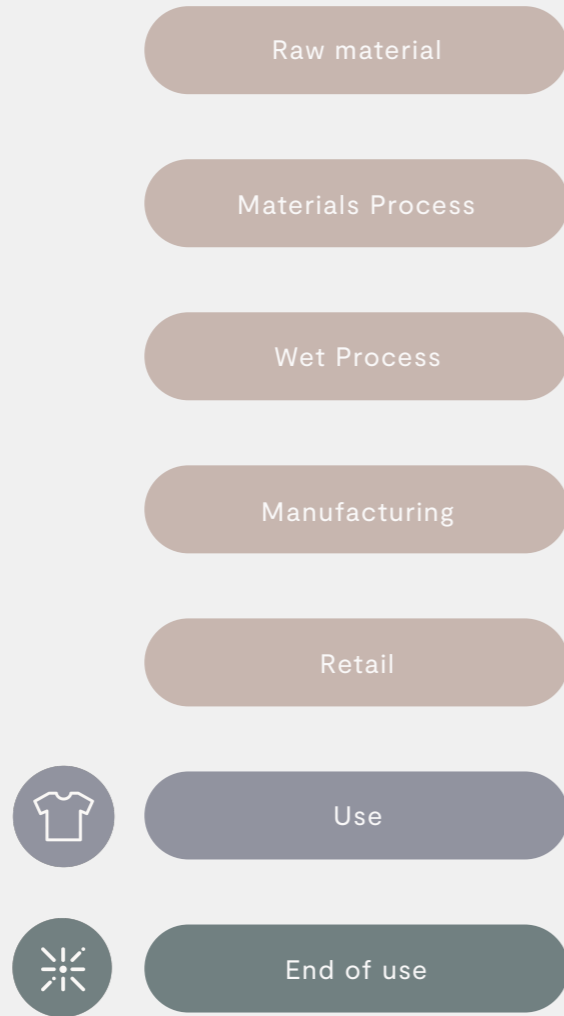 Raw material
Materials Process
Wet Process
Manufacturing
Retail
Use
End of use